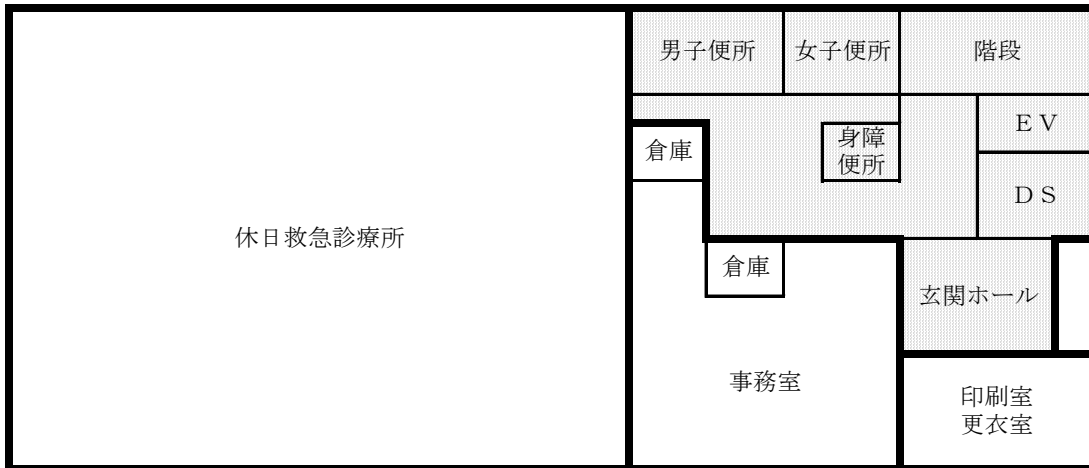 男子便所
女子便所
階段
ＥＶ
倉庫
身障
便所
ＤＳ
休日救急診療所
倉庫
玄関ホール
事務室
印刷室
更衣室